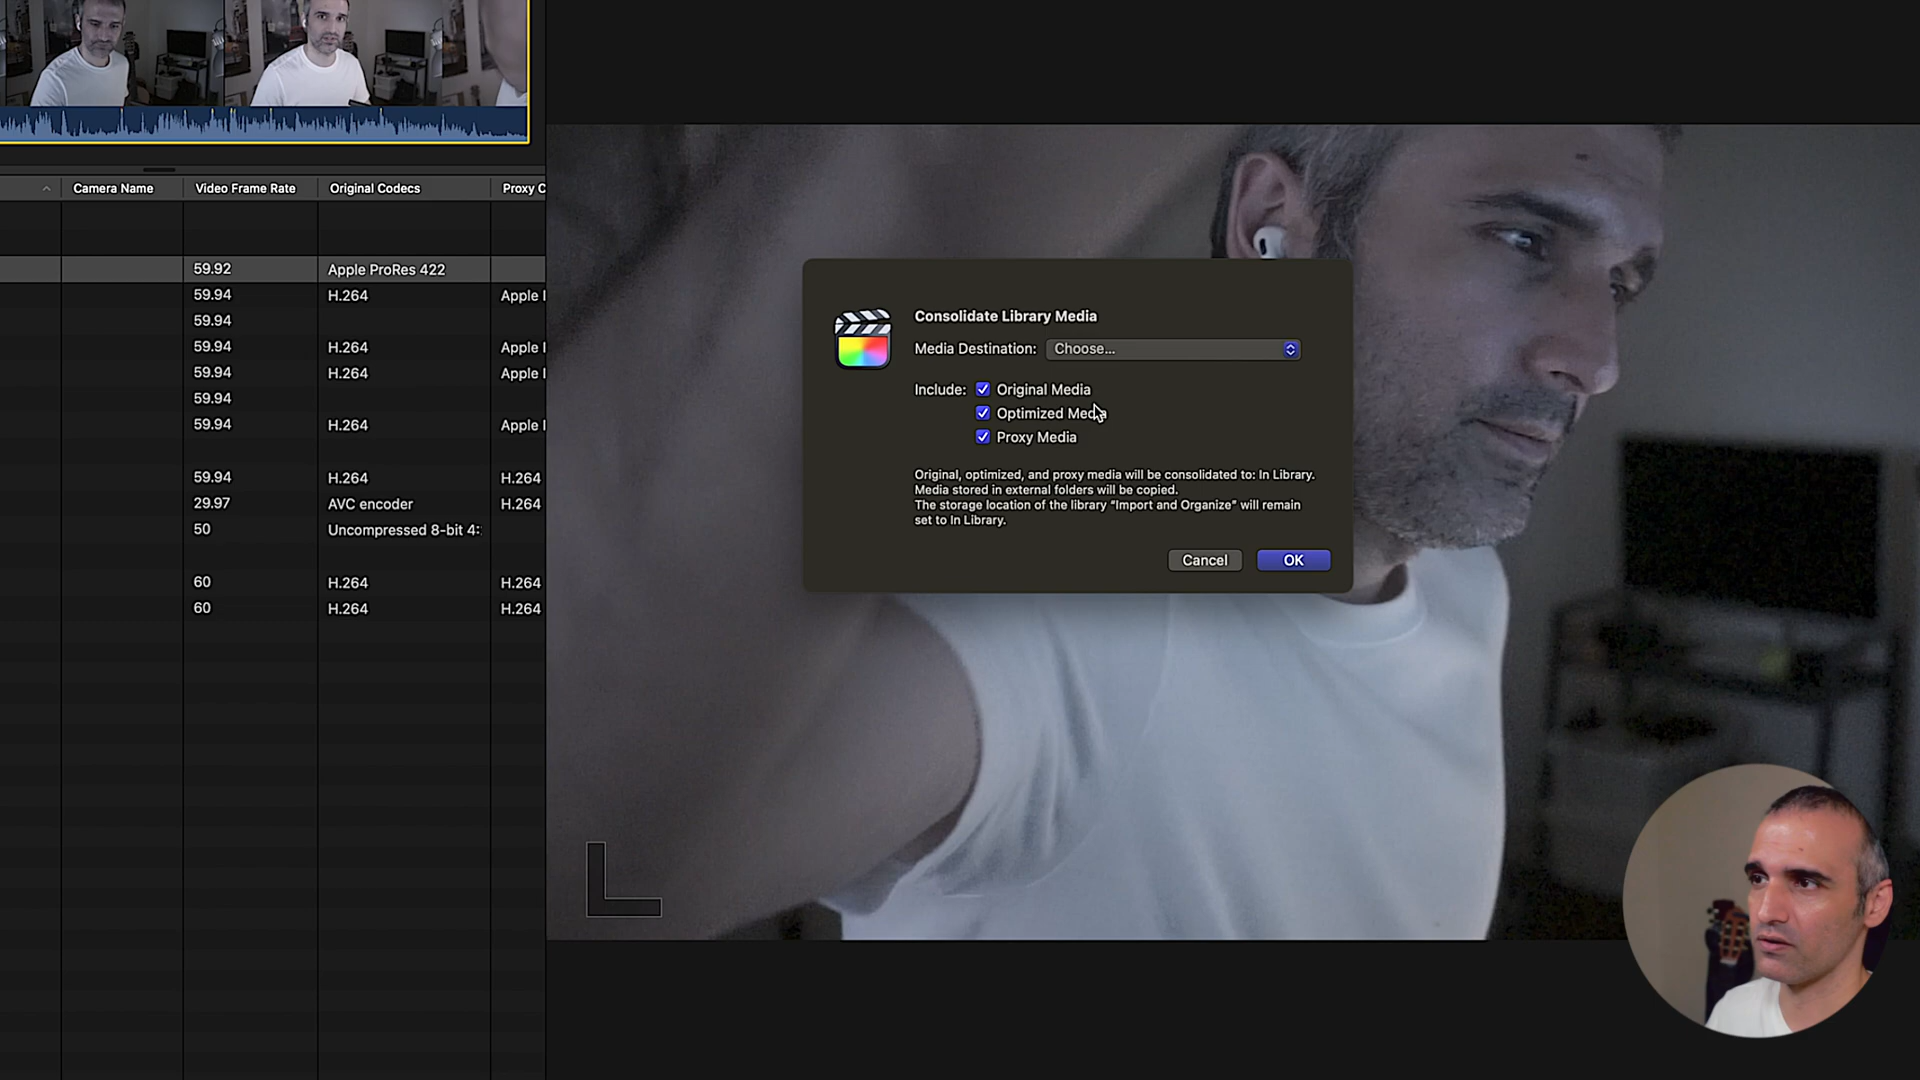 Camera Name
Video Frame Rate
Original Codecs
Proxy C
59.92
Apple ProRes 422
59.94
H.264
Apple
59.94
59.94
H.264
Apple
59.94
H.264
Apple
59.94
59.94
H.264
Apple
59.94
H.264
H.264
29.97
AVC encoder
H.264
50
Uncompressed 8-bit 4:
60
H.264
H.264
60
H.264
H.264
Consolidate Library Media
Media Destination:
Choose...
Include:
Original Media
Optimized Media
Proxy Media
Original, optimized, and proxy media will be consolidated to: In Library.
Media stored in external folders will be copied.
The storage location of the library “Import and Organize” will remain
set to In Library.
Cancel
OK